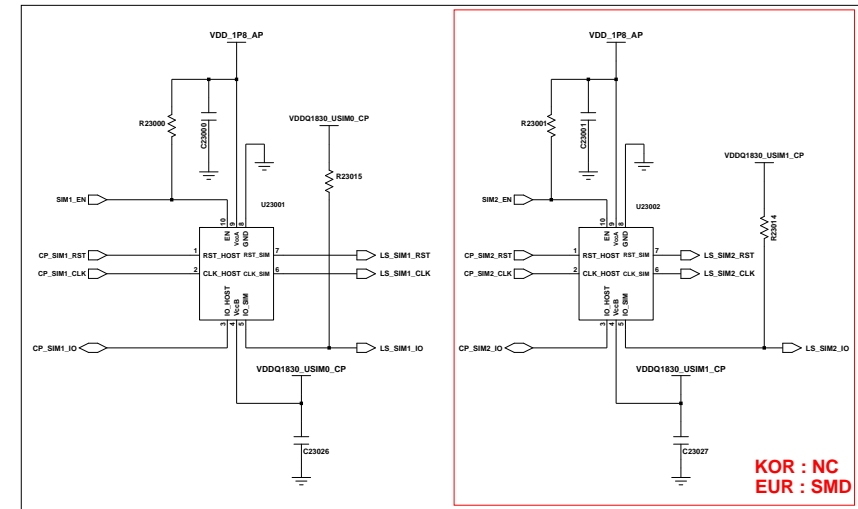 VDD_1P8_AP
R23000
C23000
VDDQ1830_USIM0_CP
R23015
U23001
SIM1_EN
10
9
8
EN
VccA
GND
CP_SIM1_RST
1
RST_HOST
RST_SIM
7
LS_SIM1_RST
CP_SIM1_CLK
2
CLK_HOST
CLK_SIM
6
LS_SIM1_CLK
IO_HOST
VccB
IO_SIM
3
4
5
CP_SIM1_IO
LS_SIM1_IO
VDDQ1830_USIM0_CP
C23026
VDD_1P8_AP
R23001
C23001
VDDQ1830_USIM1_CP
R23014
U23002
SIM2_EN
10
9
8
EN
VccA
GND
CP_SIM2_RST
1
RST_HOST
RST_SIM
7
LS_SIM2_RST
CP_SIM2_CLK
2
CLK_HOST
CLK_SIM
6
LS_SIM2_CLK
IO_HOST
VccB
IO_SIM
3
4
5
CP_SIM2_IO
LS_SIM2_IO
VDDQ1830_USIM1_CP
C23027
KOR : NC
EUR : SMD